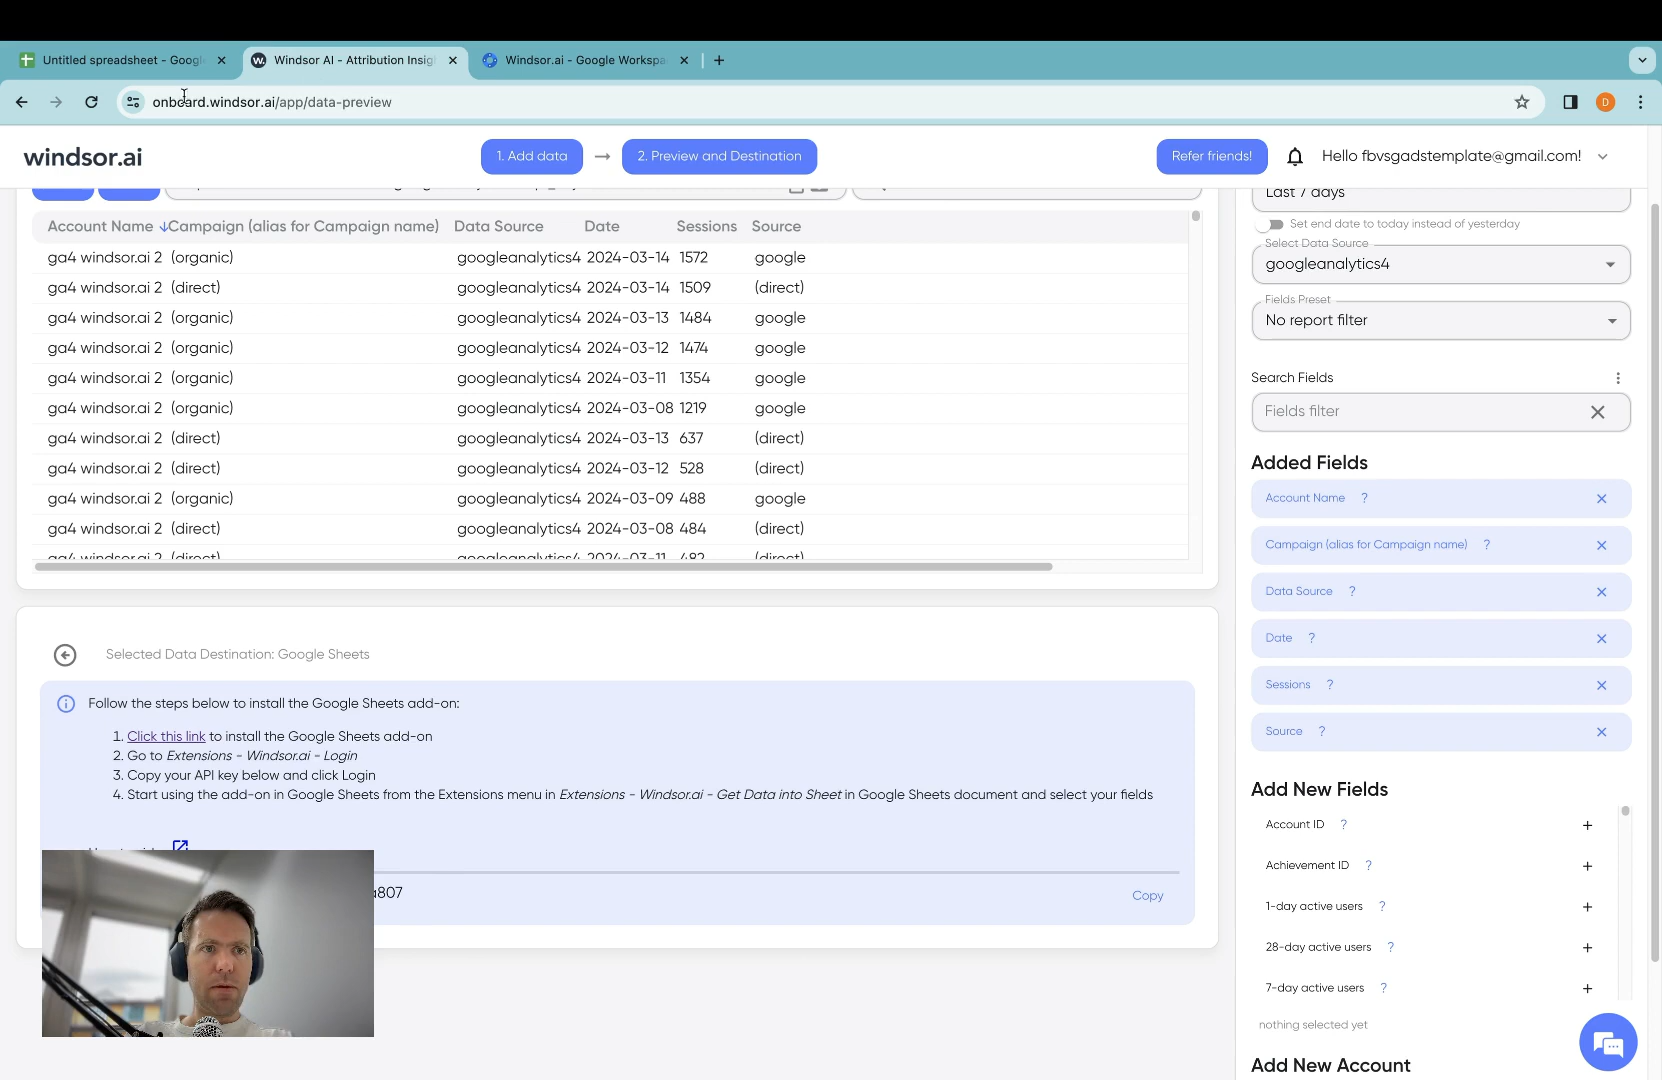 Untitled spreadsheet - Googl
Windsor AI - Attribution Insig
Windsor.ai - Google Workspa
onboard.windsor.ai/app/data-preview
D
windsor.ai
1. Add data
2. Preview and Destination
Refer friends!
Hello fbvsgadstemplate@gmail.com!
Account Name Campaign (alias for Campaign name) Data Source Date Sessions Source
ga4 windsor.ai 2 (organic) googleanalytics4 2024-03-14 1572 google
ga4 windsor.ai 2 (direct) googleanalytics4 2024-03-14 1509 (direct)
ga4 windsor.ai 2 (organic) googleanalytics4 2024-03-13 1484 google
ga4 windsor.ai 2 (organic) googleanalytics4 2024-03-12 1474 google
ga4 windsor.ai 2 (organic) googleanalytics4 2024-03-11 1354 google
ga4 windsor.ai 2 (organic) googleanalytics4 2024-03-08 1219 google
ga4 windsor.ai 2 (direct) googleanalytics4 2024-03-13 637 (direct)
ga4 windsor.ai 2 (direct) googleanalytics4 2024-03-12 528 (direct)
ga4 windsor.ai 2 (organic) googleanalytics4 2024-03-09 488 google
ga4 windsor.ai 2 (direct) googleanalytics4 2024-03-08 484 (direct)
ga4 windsor.ai 2 (direct) googleanalytics4 2024-03-11 482 (direct)
Selected Data Destination: Google Sheets
Follow the steps below to install the Google Sheets add-on:
1. Click this link to install the Google Sheets add-on
2. Go to Extensions - Windsor.ai - Login
3. Copy your API key below and click Login
4. Start using the add-on in Google Sheets from the Extensions menu in Extensions - Windsor.ai - Get Data into Sheet in Google Sheets document and select your fields
a807
Copy
Last 7 days
Set end date to today instead of yesterday
Select Data Source
googleanalytics4
Fields Preset
No report filter
Search Fields
Fields filter
Added Fields
Account Name ?
Campaign (alias for Campaign name) ?
Data Source ?
Date ?
Sessions ?
Source ?
Add New Fields
Account ID ?
Achievement ID ?
1-day active users ?
28-day active users ?
7-day active users ?
nothing selected yet
Add New Account